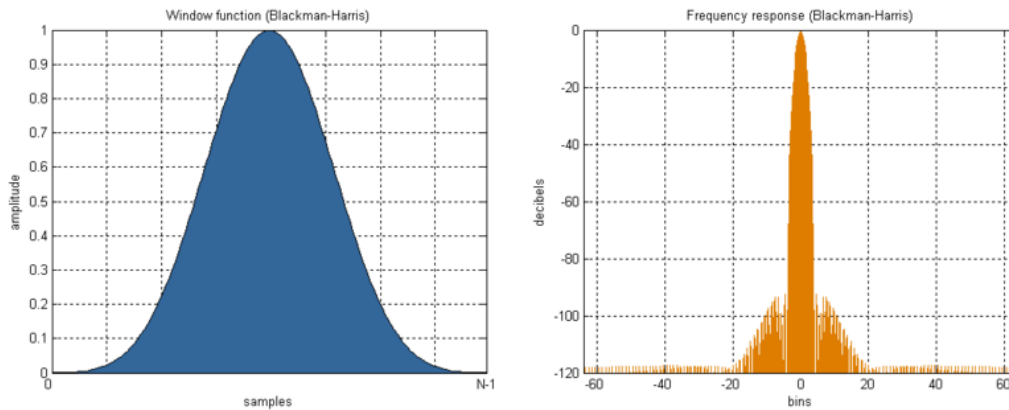 Window function (Blackman-Harris)
1
0.9
0.8
0.7
0.6
0.5
0.4
0.3
0.2
0.1
0
amplitude
0 N-1
samples
Frequency response (Blackman-Harris)
0
-20
-40
-60
-80
-100
-120
decibels
-60 -40 -20 0 20 40 60
bins